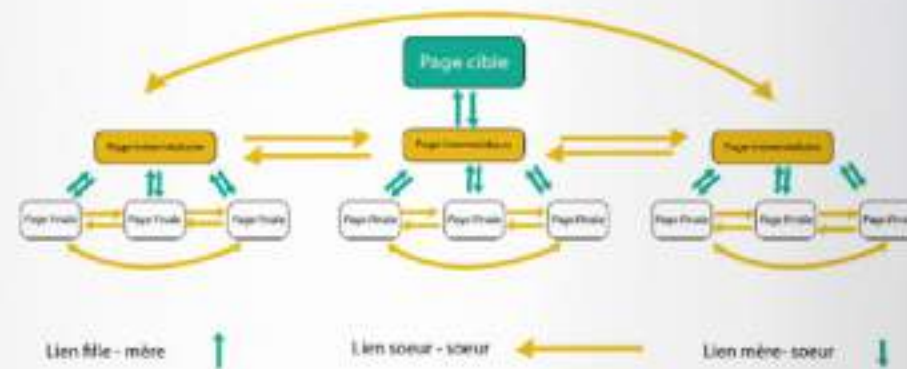 Page cible
Page intermédiaire Page intermédiaire Page intermédiaire
Page Finale Page Finale Page Finale Page Finale Page Finale Page Finale Page Finale Page Finale Page Finale
Lien fille - mère Lien soeur - soeur Lien mère- soeur